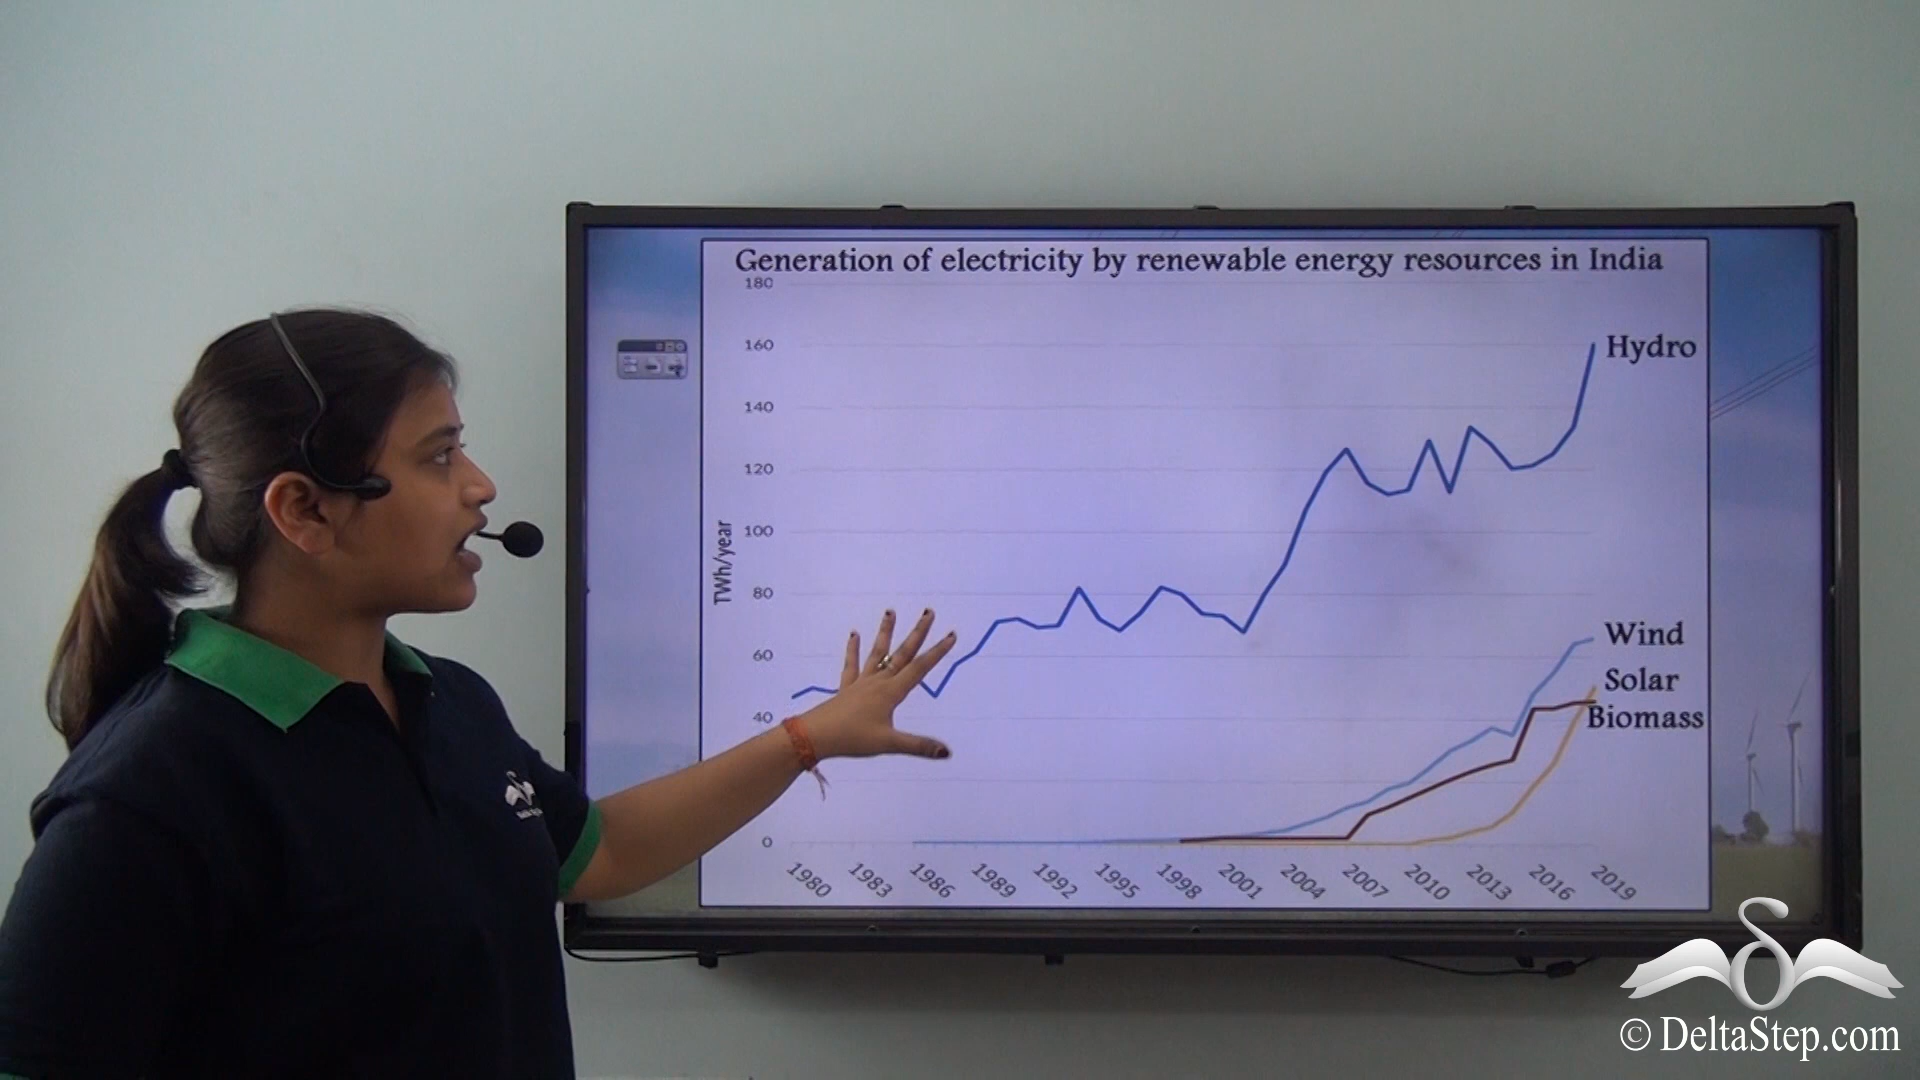 Generation of electricity by renewable energy resources in India
180
160
140
120
100
80
60
40
0
TWh/year
Hydro
Wind
Solar
Biomass
1980 1983 1986 1989 1992 1995 1998 2001 2004 2007 2010 2013 2016 2019
© DeltaStep.com